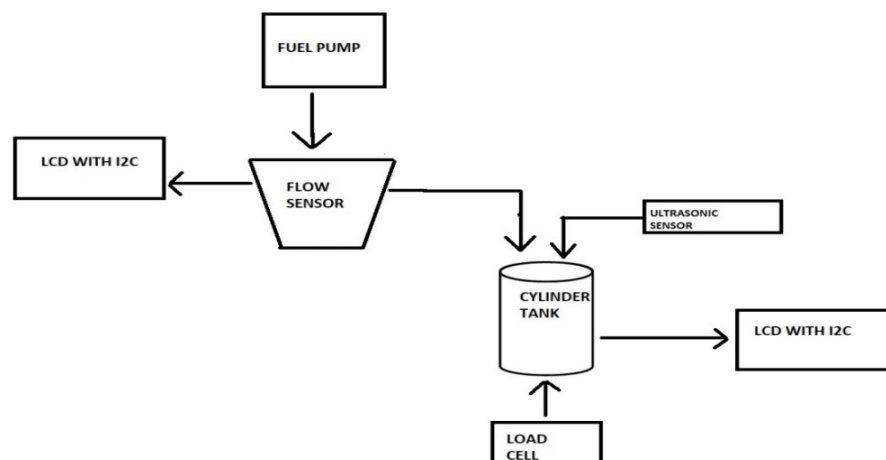 FUEL PUMP
LCD WITH I2C
FLOW
SENSOR
ULTRASONIC
SENSOR
CYLINDER
TANK
LCD WITH I2C
LOAD
CELL